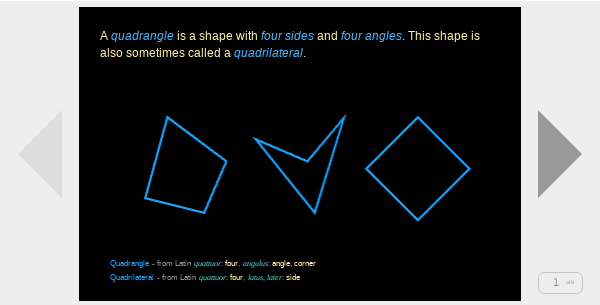 A quadrangle is a shape with four sides and four angles. This shape is
also sometimes called a quadrilateral.
Quadrangle - from Latin quattuor: four, angulus: angle, corner
Quadrilateral - from Latin quattuor: four, latus, later: side
1